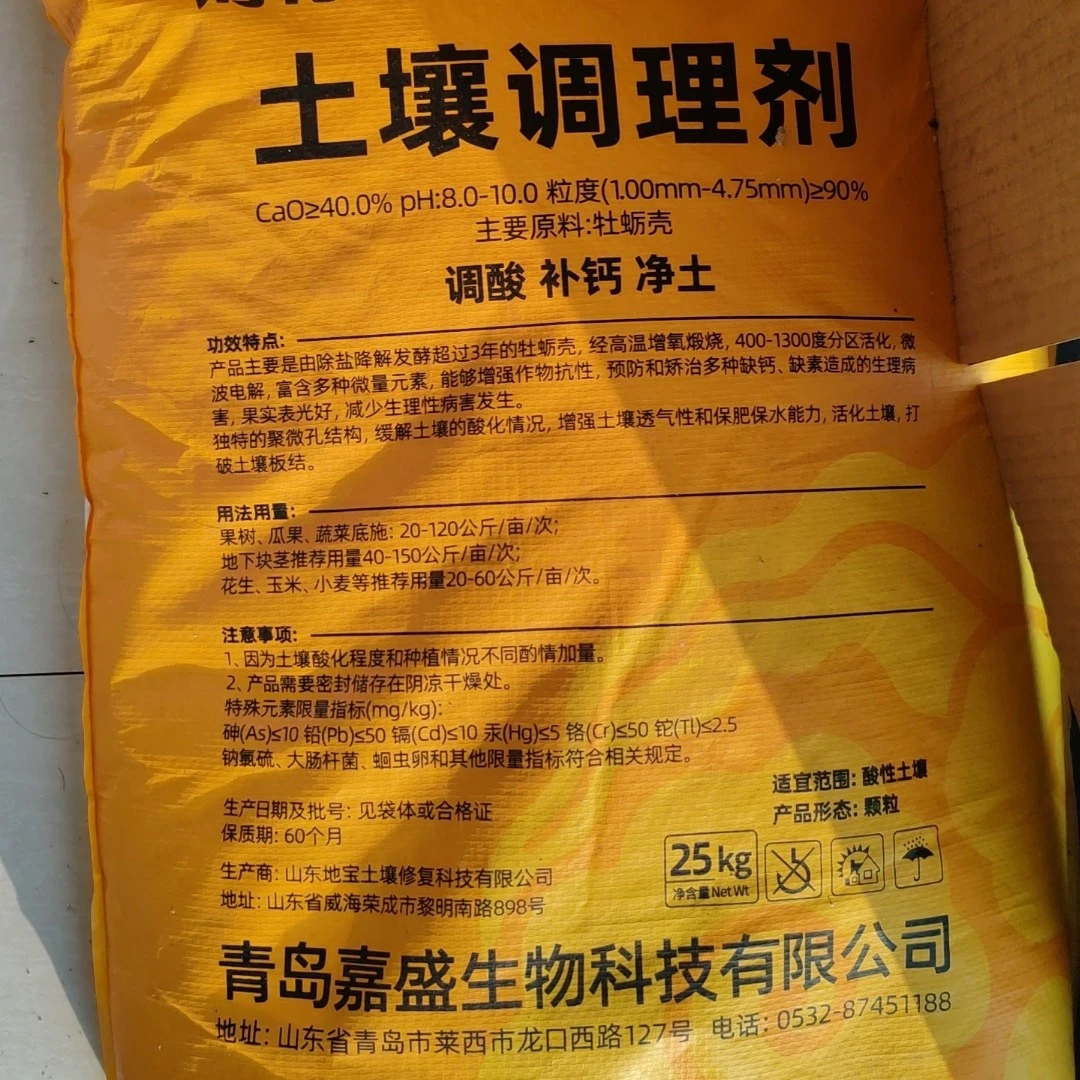 土壤调理剂
CaO≥40.0% pH:8.0-10.0 粒度(1.00mm-4.75mm)≥90%
主要原料:牡蛎壳
调酸 补钙 净土
功效特点:
产品主要是由除盐降解发酵超过3年的牡蛎壳, 经高温增氧煅烧, 400-1300度分区活化, 微
波电解, 富含多种微量元素, 能够增强作物抗性, 预防和矫治多种缺钙、缺素造成的生理病
害, 果实表光好, 减少生理性病害发生。
独特的聚微孔结构, 缓解土壤的酸化情况, 增强土壤透气性和保肥保水能力, 活化土壤, 打
破土壤板结。
用法用量:
果树、瓜果、蔬菜底施: 20-120公斤/亩/次;
地下块茎推荐用量40-150公斤/亩/次;
花生、玉米、小麦等推荐用量20-60公斤/亩/次。
注意事项:
1、因为土壤酸化程度和种植情况不同酌情加量。
2、产品需要密封储存在阴凉干燥处。
特殊元素限量指标(mg/kg):
砷(As)≤10 铅(Pb)≤50 镉(Cd)≤10 汞(Hg)≤5 铬(Cr)≤50 铊(Tl)≤2.5
钠氯硫、大肠杆菌、蛔虫卵和其他限量指标符合相关规定。
适宜范围: 酸性土壤
产品形态: 颗粒
生产日期及批号: 见袋体或合格证
保质期: 60个月
25kg
净含量 Net Wt
生产商: 山东地宝土壤修复科技有限公司
地址: 山东省威海荣成市黎明南路898号
青岛嘉盛生物科技有限公司
地址: 山东省青岛市莱西市龙口西路127号 电话: 0532-87451188